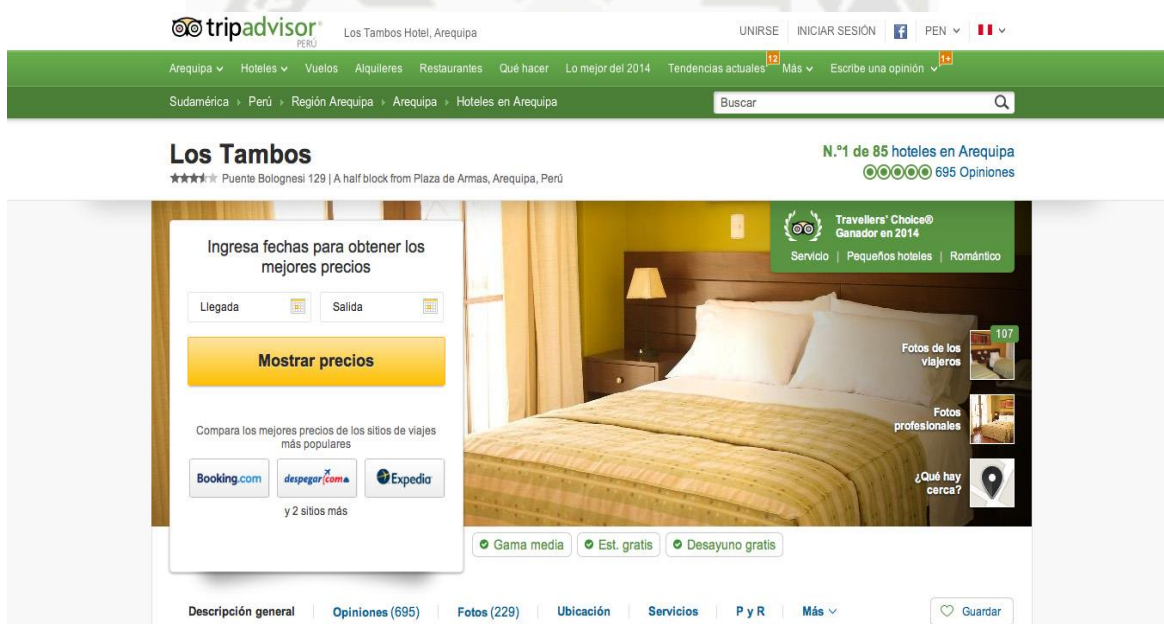 tripadvisor®
PERÚ
Los Tambos Hotel, Arequipa
UNIRSE INICIAR SESIÓN f PEN
Arequipa Hoteles Vuelos Alquileres Restaurantes Qué hacer Lo mejor del 2014 Tendencias actuales 12 Más Escribe una opinión 1+
Sudamérica Perú Región Arequipa Arequipa Hoteles en Arequipa
Buscar
Los Tambos
Puente Bolognesi 129 | A half block from Plaza de Armas, Arequipa, Perú
N.º1 de 85 hoteles en Arequipa
695 Opiniones
Ingresa fechas para obtener los
mejores precios
Llegada Salida
Mostrar precios
Compara los mejores precios de los sitios de viajes
más populares
Booking.com despegar.com Expedia
y 2 sitios más
Travellers' Choice®
Ganador en 2014
Servicio | Pequeños hoteles | Romántico
107
Fotos de los
viajeros
Fotos
profesionales
¿Qué hay
cerca?
Gama media Est. gratis Desayuno gratis
Descripción general Opiniones (695) Fotos (229) Ubicación Servicios P y R Más Guardar